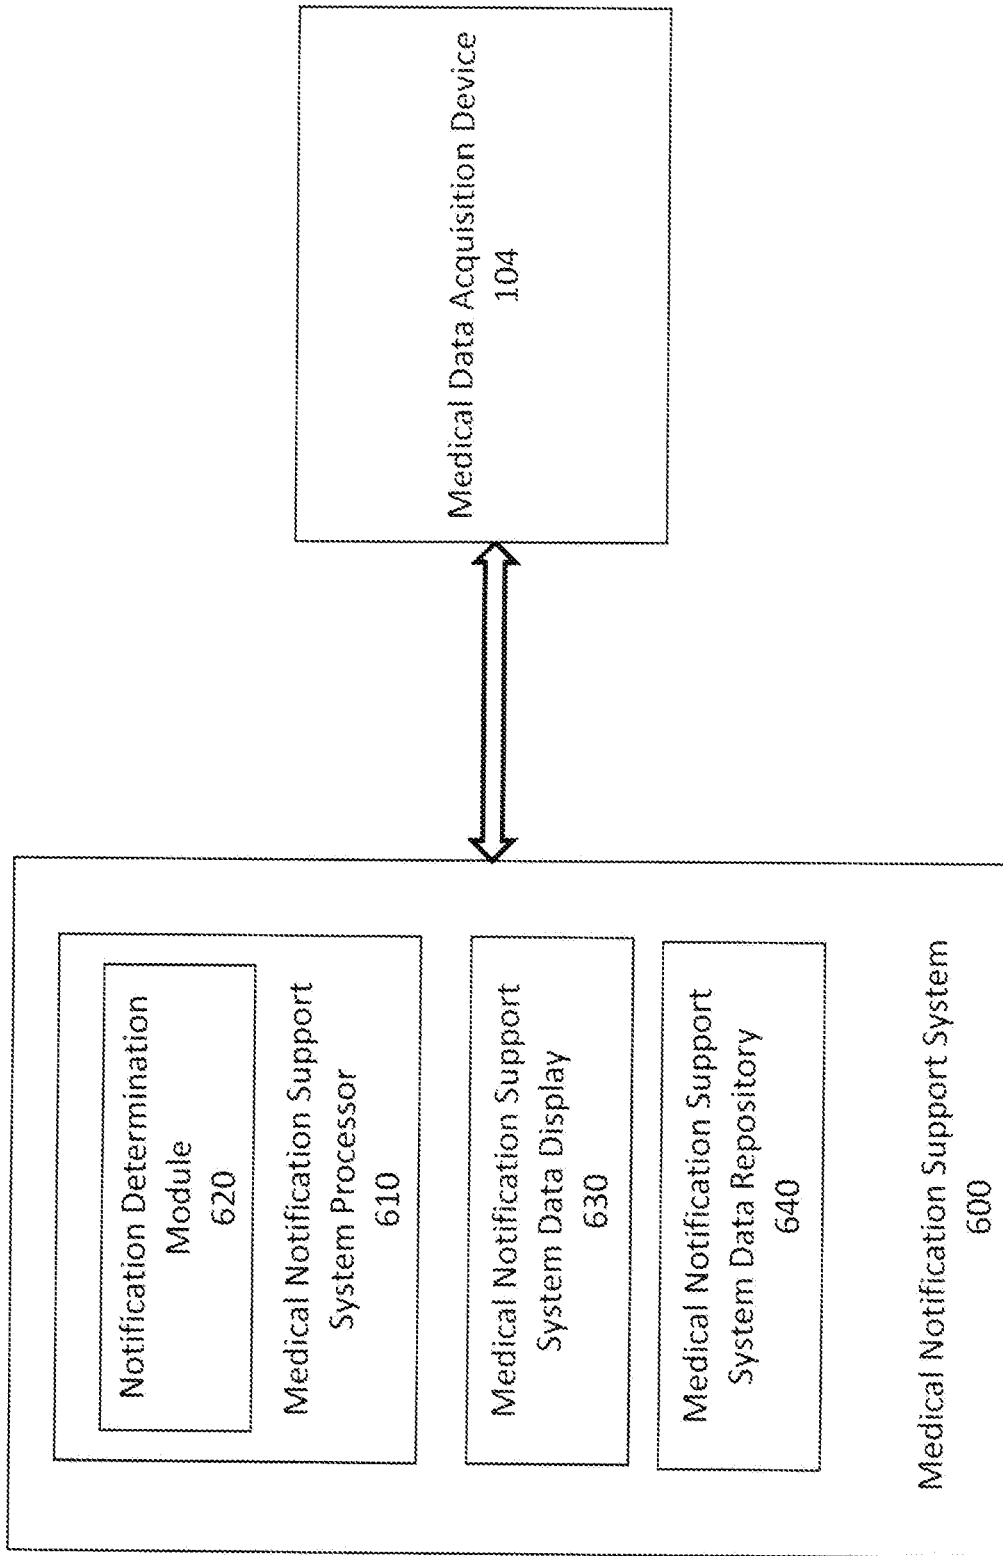 Notification Determination
Module
620
Medical Notification Support
System Processor
610
Medical Notification Support
System Data Display
630
Medical Notification Support
System Data Repository
640
Medical Notification Support System
600
Medical Data Acquisition Device
104